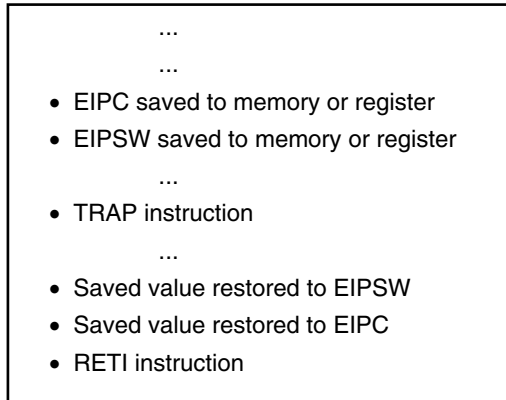 ...
...
• EIPC saved to memory or register
• EIPSW saved to memory or register
...
• TRAP instruction
...
• Saved value restored to EIPSW
• Saved value restored to EIPC
• RETI instruction